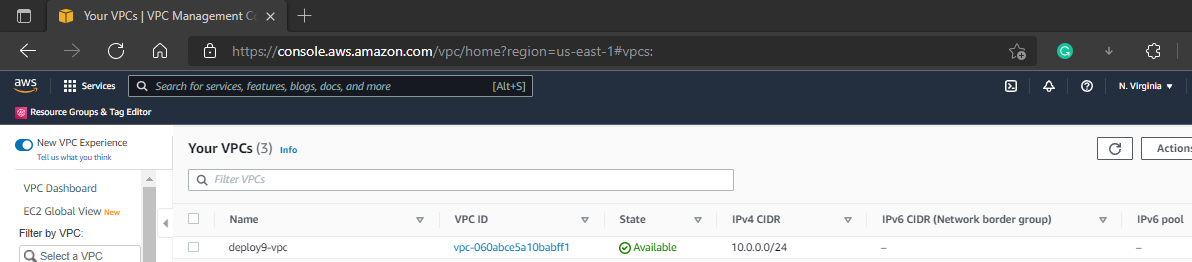 Your VPCs | VPC Management Co
https://console.aws.amazon.com/vpc/home?region=us-east-1#vpcs:
aws Services Search for services, features, blogs, docs, and more [Alt+S] N. Virginia
Resource Groups & Tag Editor
New VPC Experience
Tell us what you think
VPC Dashboard
EC2 Global View New
Filter by VPC:
Select a VPC
Your VPCs (3) Info Actions
Filter VPCs
Name VPC ID State IPv4 CIDR IPv6 CIDR (Network border group) IPv6 pool
deploy9-vpc vpc-060abce5a10babff1 Available 10.0.0.0/24 – –